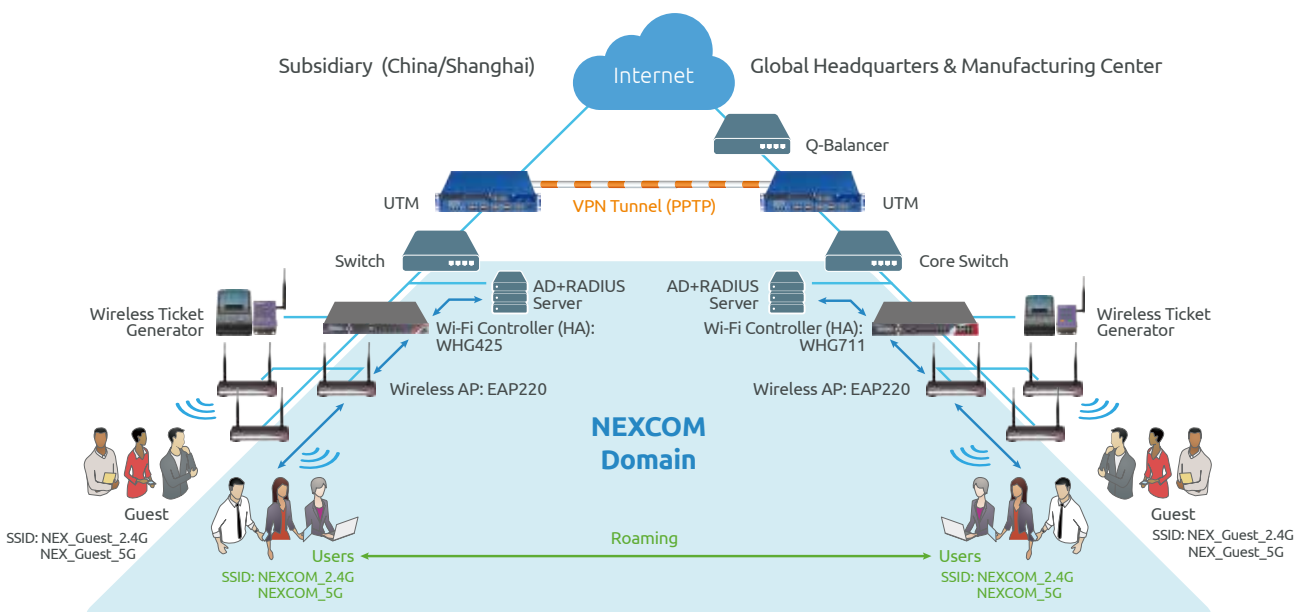 Subsidiary (China/Shanghai)
Internet
Global Headquarters & Manufacturing Center
Q-Balancer
UTM
VPN Tunnel (PPTP)
UTM
Switch
Core Switch
AD+RADIUS
Server
AD+RADIUS
Server
Wireless Ticket
Generator
Wi-Fi Controller (HA):
WHG425
Wi-Fi Controller (HA):
WHG711
Wireless Ticket
Generator
Wireless AP: EAP220
Wireless AP: EAP220
NEXCOM
Domain
Guest
SSID: NEX_Guest_2.4G
NEX_Guest_5G
Guest
SSID: NEX_Guest_2.4G
NEX_Guest_5G
Roaming
Users
SSID: NEXCOM_2.4G
NEXCOM_5G
Users
SSID: NEXCOM_2.4G
NEXCOM_5G